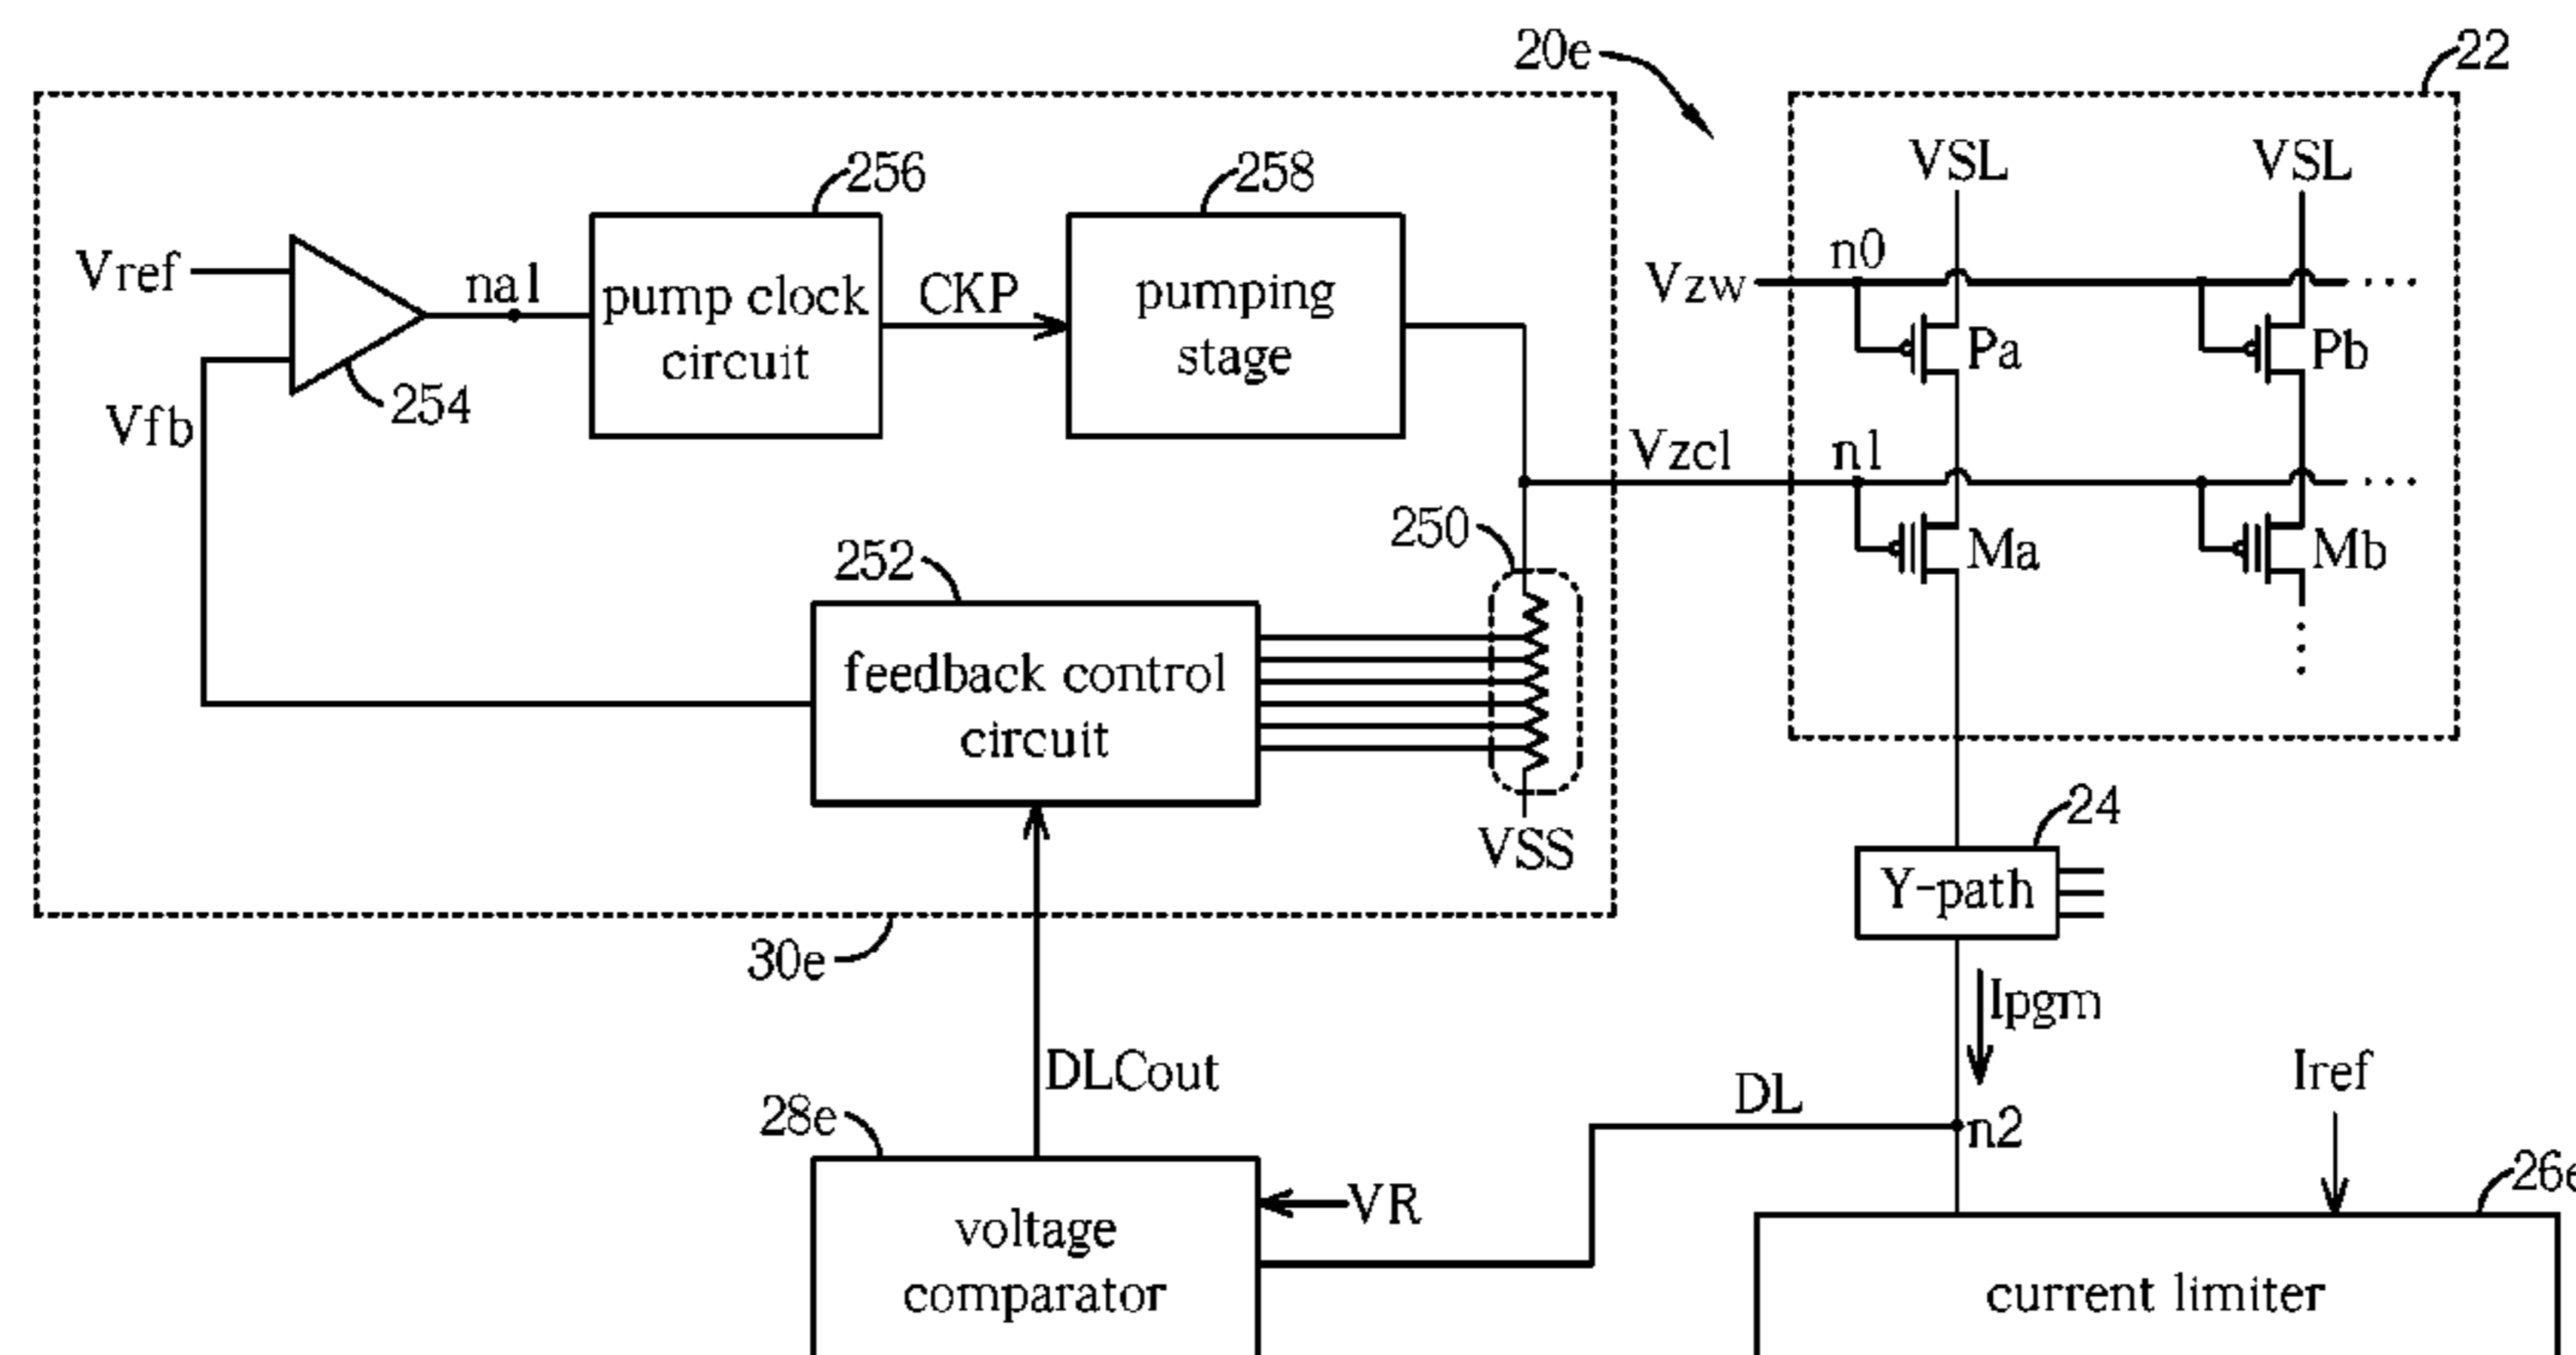 20e
22
256
258
VSL
VSL
Vref
na1
pump clock
circuit
CKP
pumping
stage
Vzw
n0
Pa
Pb
Vfb
254
Vzcl
n1
250
Ma
Mb
252
feedback control
circuit
VSS
24
Y-path
30e
Ipgm
DLCout
Iref
28e
DL
n2
26e
VR
voltage
comparator
current limiter